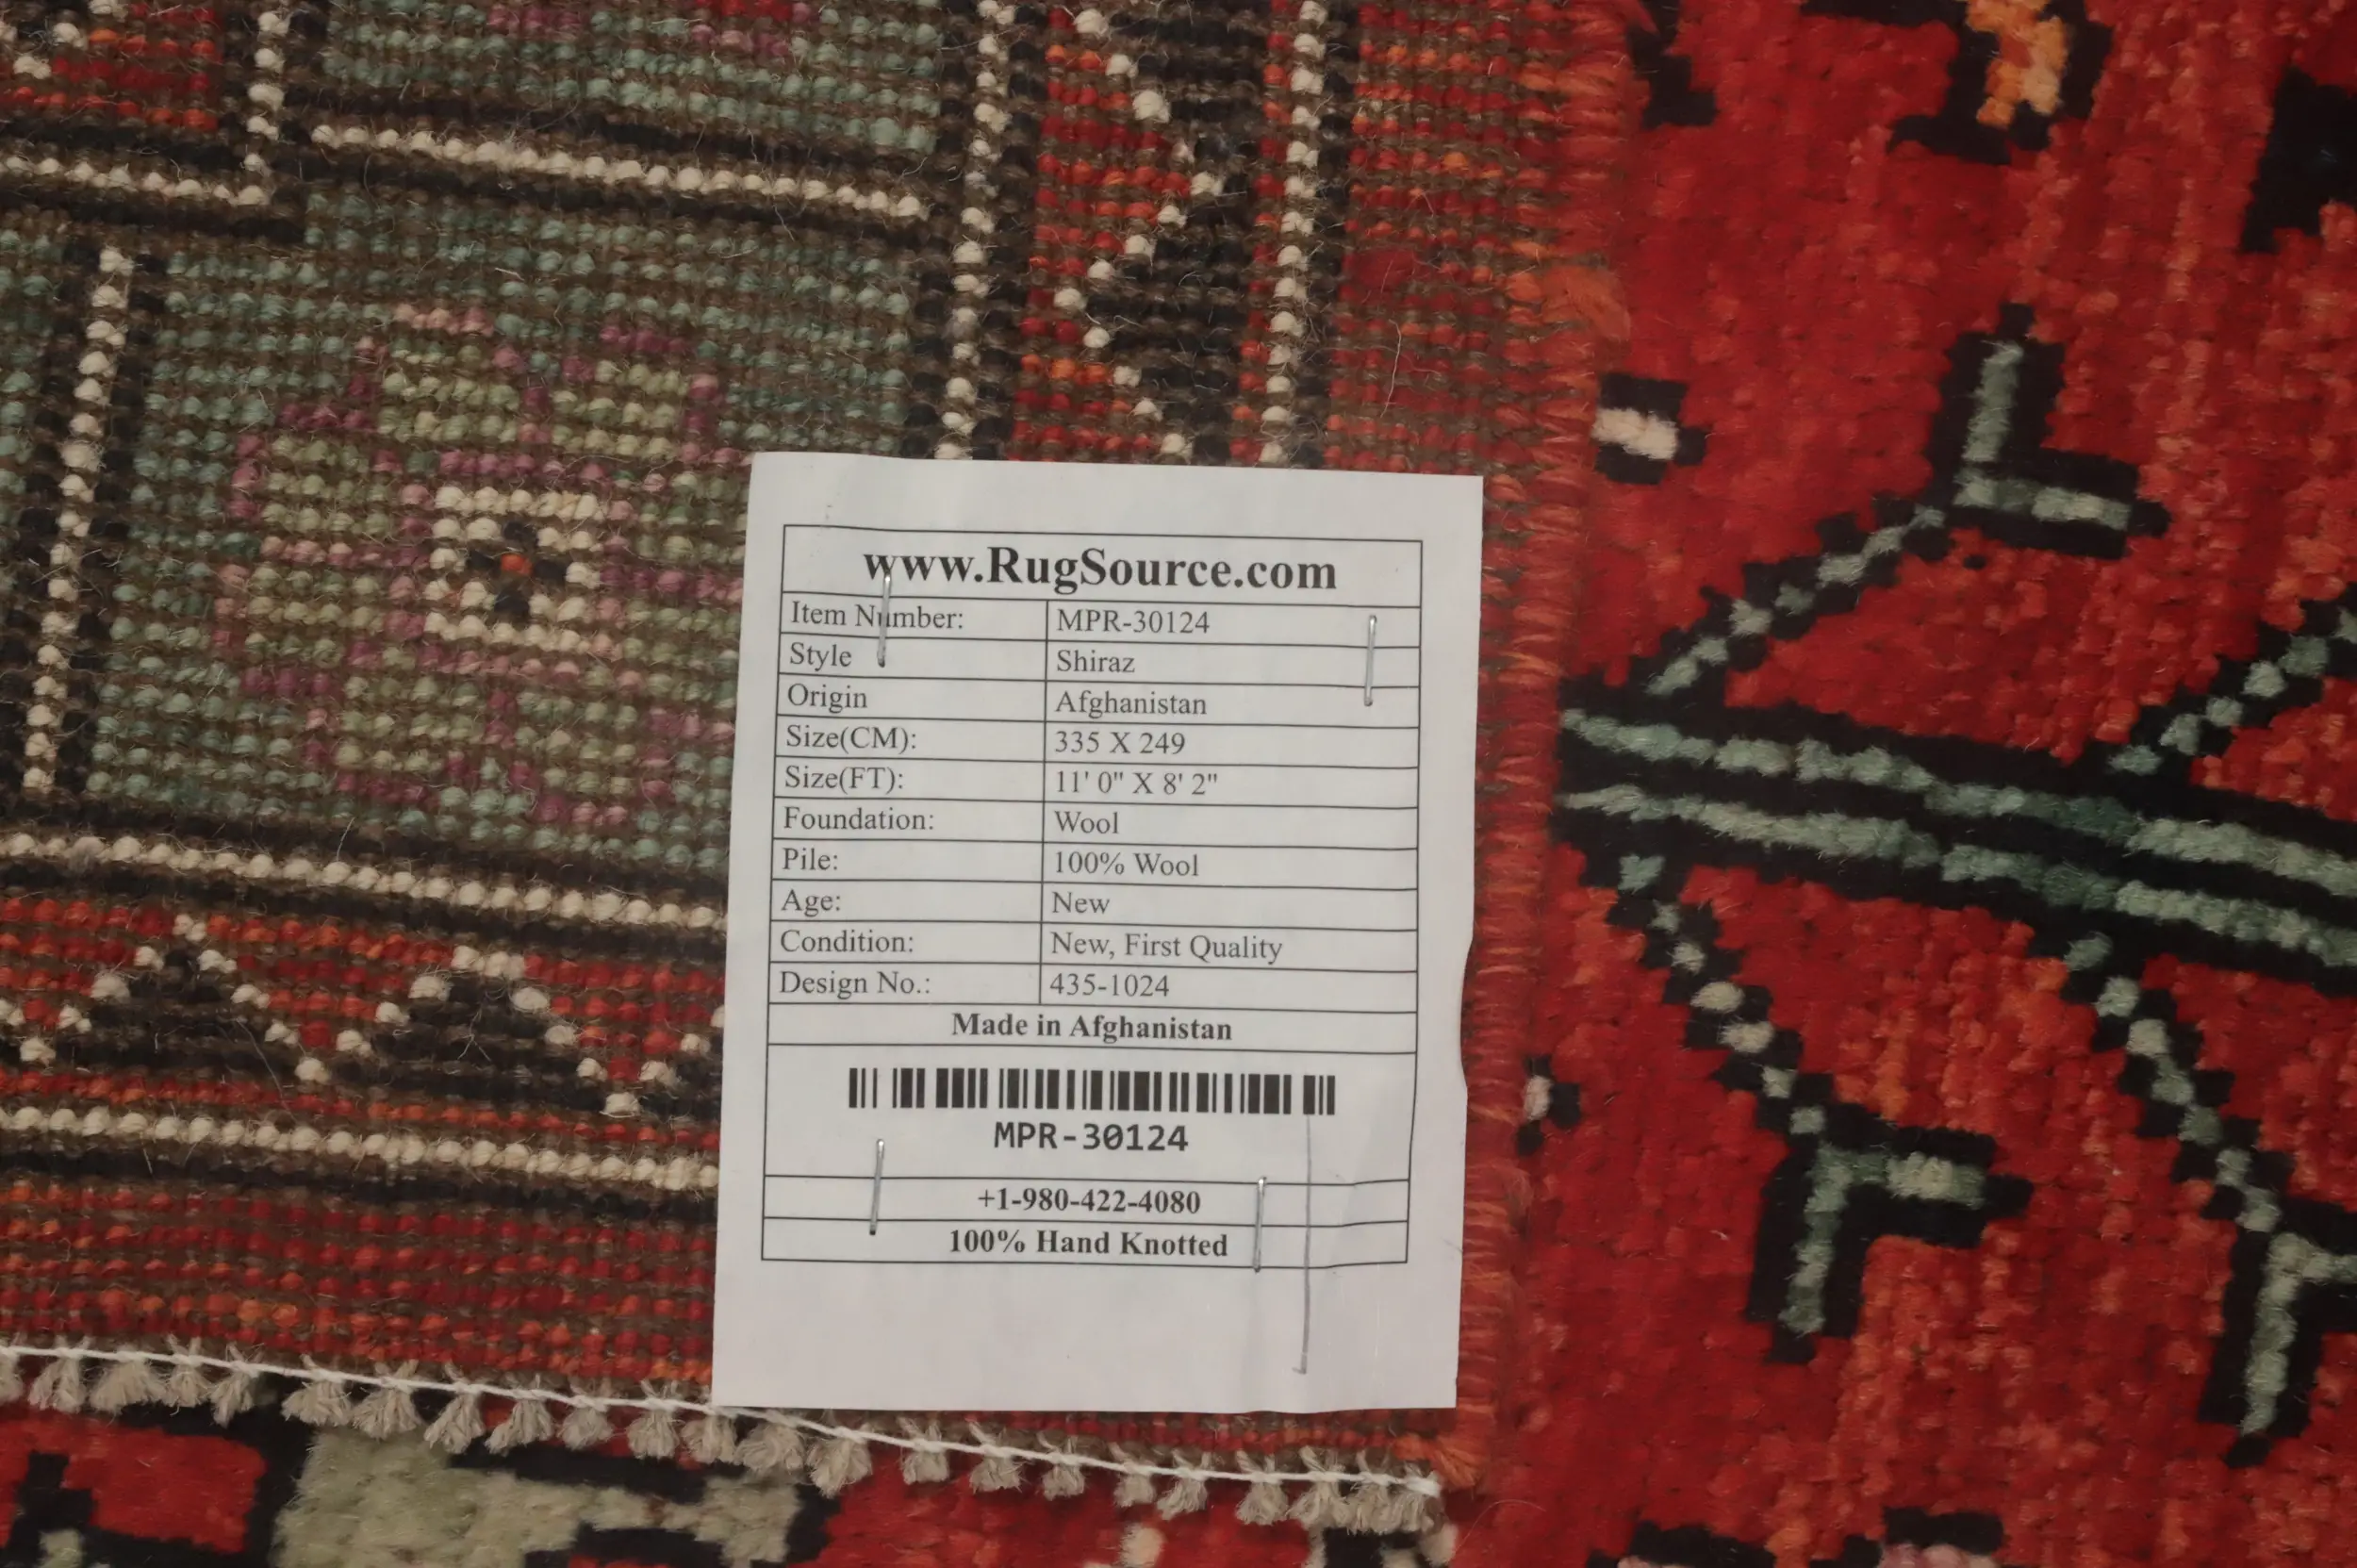 www.RugSource.com
Item Number: MPR-30124
Style Shiraz
Origin Afghanistan
Size(CM): 335 X 249
Size(FT): 11' 0" X 8' 2"
Foundation: Wool
Pile: 100% Wool
Age: New
Condition: New, First Quality
Design No.: 435-1024
Made in Afghanistan
MPR-30124
+1-980-422-4080
100% Hand Knotted